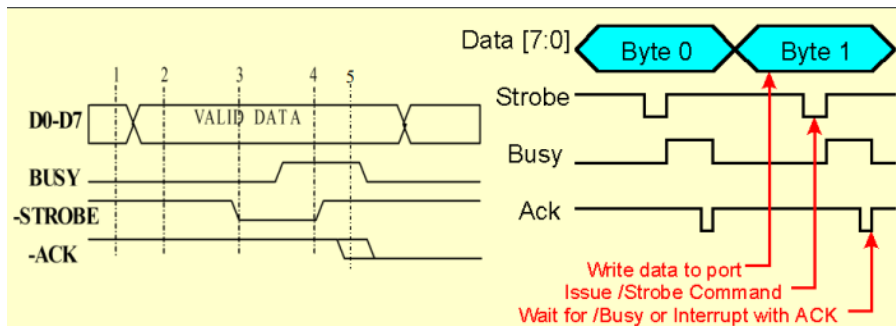 1 2 3 4 5
D0-D7 VALID DATA
BUSY
-STROBE
-ACK
Data [7:0] Byte 0 Byte 1
Strobe
Busy
Ack
Write data to port
Issue /Strobe Command
Wait for /Busy or Interrupt with ACK